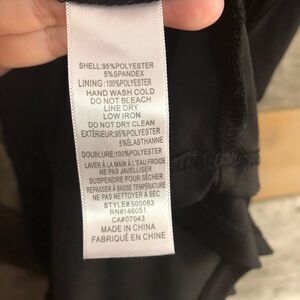 SHELL:95%POLYESTER
5%SPANDEX
LINING :100%POLYESTER
HAND WASH COLD
DO NOT BLEACH
LINE DRY
LOW IRON
DO NOT DRY CLEAN
EXTÉRIEUR:95%POLYESTER
5%ÉLASTHANNE
DOUBLURE:100%POLYESTER
LAVER À LA MAIN À L'EAU FROIDE
NE PAS JAVELLISER
SUSPENDRE POUR SÉCHER
REPASSER À BASSE TEMPÉRATURE
NE PAS NETTOYER À SEC
STYLE#500083
RN#146051
CA#07043
MADE IN CHINA
FABRIQUÉ EN CHINE